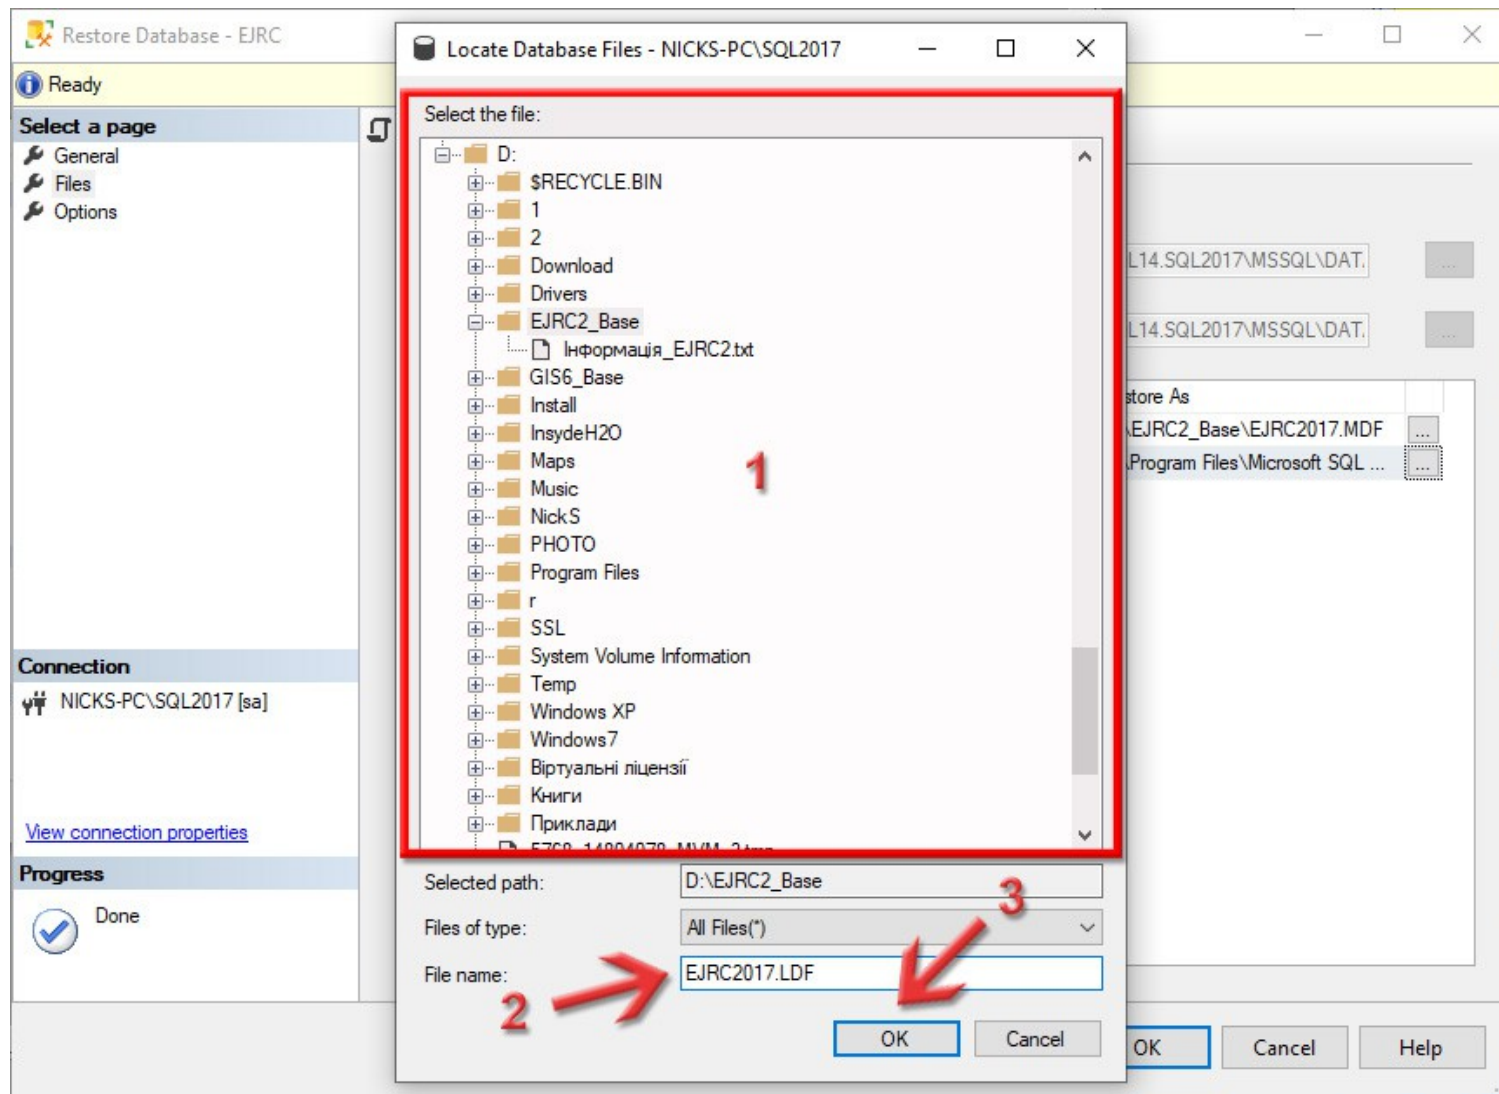 Restore Database - EJRC
Locate Database Files - NICKS-PC\SQL2017
Ready
Select a page
General
Files
Options
Select the file:
D:
$RECYCLE.BIN
1
2
Download
Drivers
EJRC2_Base
Інформація_EJRC2.txt
GIS6_Base
Install
InsydeH2O
Maps
Music
NickS
PHOTO
Program Files
r
SSL
System Volume Information
Temp
Windows XP
Windows7
Віртуальні ліцензії
Книги
Приклади
1
L14.SQL2017\MSSQL\DAT.
...
L14.SQL2017\MSSQL\DAT.
...
store As
\EJRC2_Base\EJRC2017.MDF
...
\Program Files\Microsoft SQL ...
...
Connection
NICKS-PC\SQL2017 [sa]
View connection properties
Progress
Done
Selected path: D:\EJRC2_Base
3
Files of type: All Files(*)
File name: EJRC2017.LDF
2
OK Cancel
OK Cancel Help